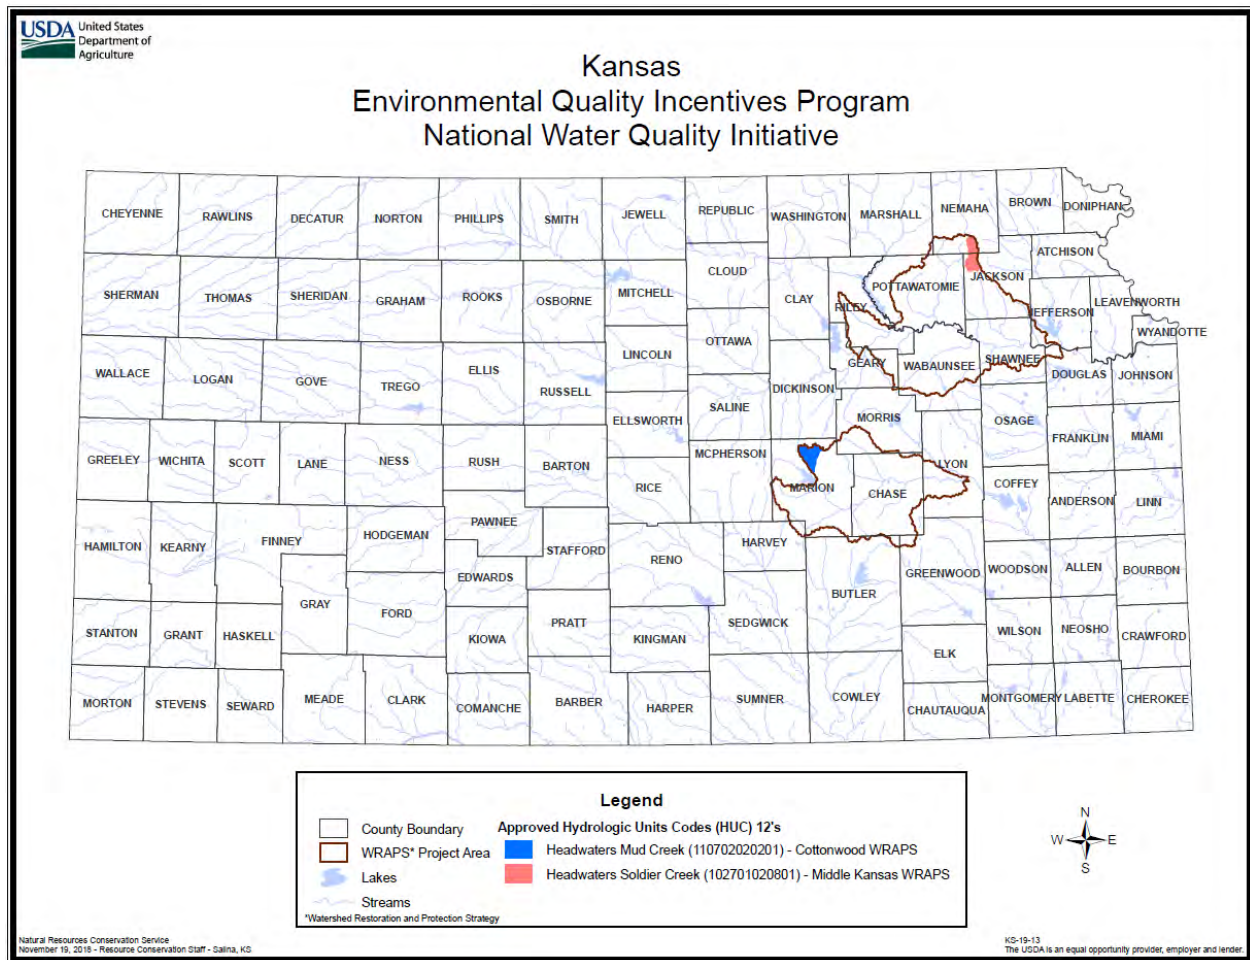 USDA
United States
Department of
Agriculture
Kansas
Environmental Quality Incentives Program
National Water Quality Initiative
CHEYENNE
RAWLINS
DECATUR
NORTON
PHILLIPS
SMITH
JEWELL
REPUBLIC
WASHINGTON
MARSHALL
NEMAHA
BROWN
DONIPHAN
SHERMAN
THOMAS
SHERIDAN
GRAHAM
ROOKS
OSBORNE
MITCHELL
CLOUD
CLAY
RILEY
POTTAWATOMIE
JACKSON
ATCHISON
JEFFERSON
LEAVENWORTH
WYANDOTTE
WALLACE
LOGAN
GOVE
TREGO
ELLIS
RUSSELL
LINCOLN
OTTAWA
DICKINSON
GEARY
WABAUNSEE
SHAWNEE
DOUGLAS
JOHNSON
GREELEY
WICHITA
SCOTT
LANE
NESS
RUSH
BARTON
ELLSWORTH
SALINE
MORRIS
OSAGE
FRANKLIN
MIAMI
RICE
MCPHERSON
MARION
CHASE
LYON
COFFEY
ANDERSON
LINN
HAMILTON
KEARNY
FINNEY
HODGEMAN
PAWNEE
STAFFORD
EDWARDS
RENO
HARVEY
BUTLER
GREENWOOD
WOODSON
ALLEN
BOURBON
STANTON
GRANT
HASKELL
GRAY
FORD
KIOWA
PRATT
KINGMAN
SEDGWICK
ELK
WILSON
NEOSHO
CRAWFORD
MORTON
STEVENS
SEWARD
MEADE
CLARK
COMANCHE
BARBER
HARPER
SUMNER
COWLEY
CHAUTAUQUA
MONTGOMERY
LABETTE
CHEROKEE
Legend
County Boundary
WRAPS* Project Area
Lakes
Streams
*Watershed Restoration and Protection Strategy
Approved Hydrologic Units Codes (HUC) 12's
Headwaters Mud Creek (110702020201) - Cottonwood WRAPS
Headwaters Soldier Creek (102701020801) - Middle Kansas WRAPS
N
W
E
S
Natural Resources Conservation Service
November 19, 2018 - Resource Conservation Staff - Salina, KS
KS-19-13
The USDA is an equal opportunity provider, employer and lender.